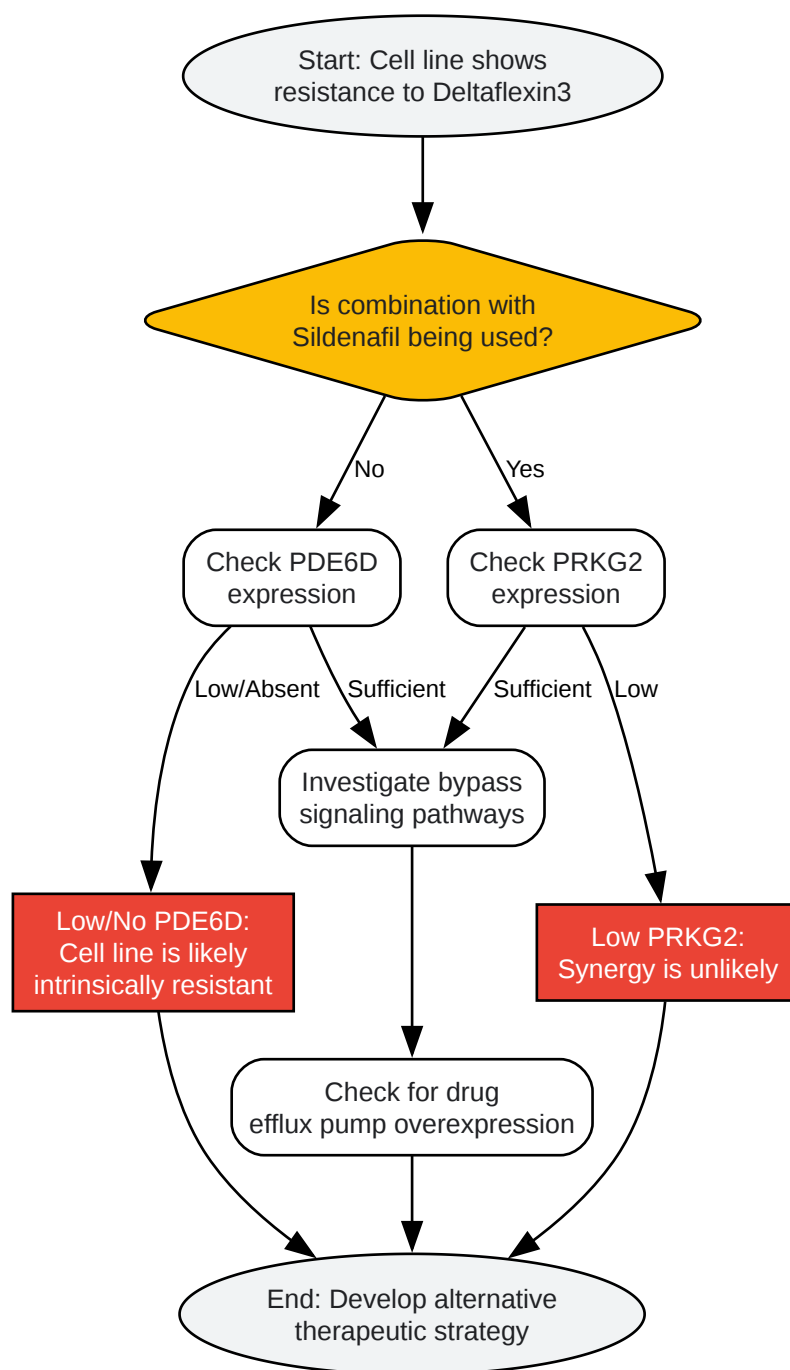 Start: Cell line shows
resistance to Deltaflexin3
Is combination with
Sildenafil being used?
No
Yes
Check PDE6D
expression
Check PRKG2
expression
Low/Absent
Sufficient
Sufficient
Low
Investigate bypass
signaling pathways
Low/No PDE6D:
Cell line is likely
intrinsically resistant
Low PRKG2:
Synergy is unlikely
Check for drug
efflux pump overexpression
End: Develop alternative
therapeutic strategy